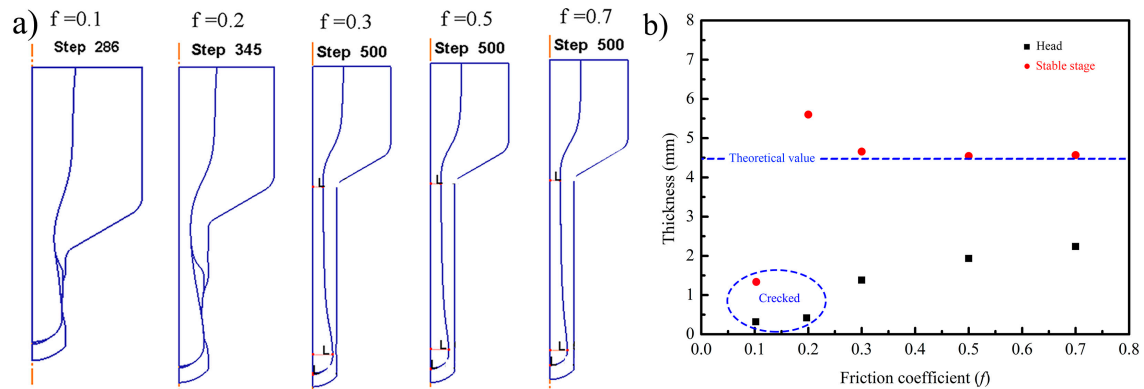 a)
f =0.1 f =0.2 f =0.3 f =0.5 f =0.7
Step 286 Step 345 Step 500 Step 500 Step 500
L L L
L L L
L L L
b)
Head
Stable stage
Theoretical value
Crecked
Thickness (mm)
8
7
6
5
4
3
2
1
0
0.0 0.1 0.2 0.3 0.4 0.5 0.6 0.7 0.8
Friction coefficient (f)